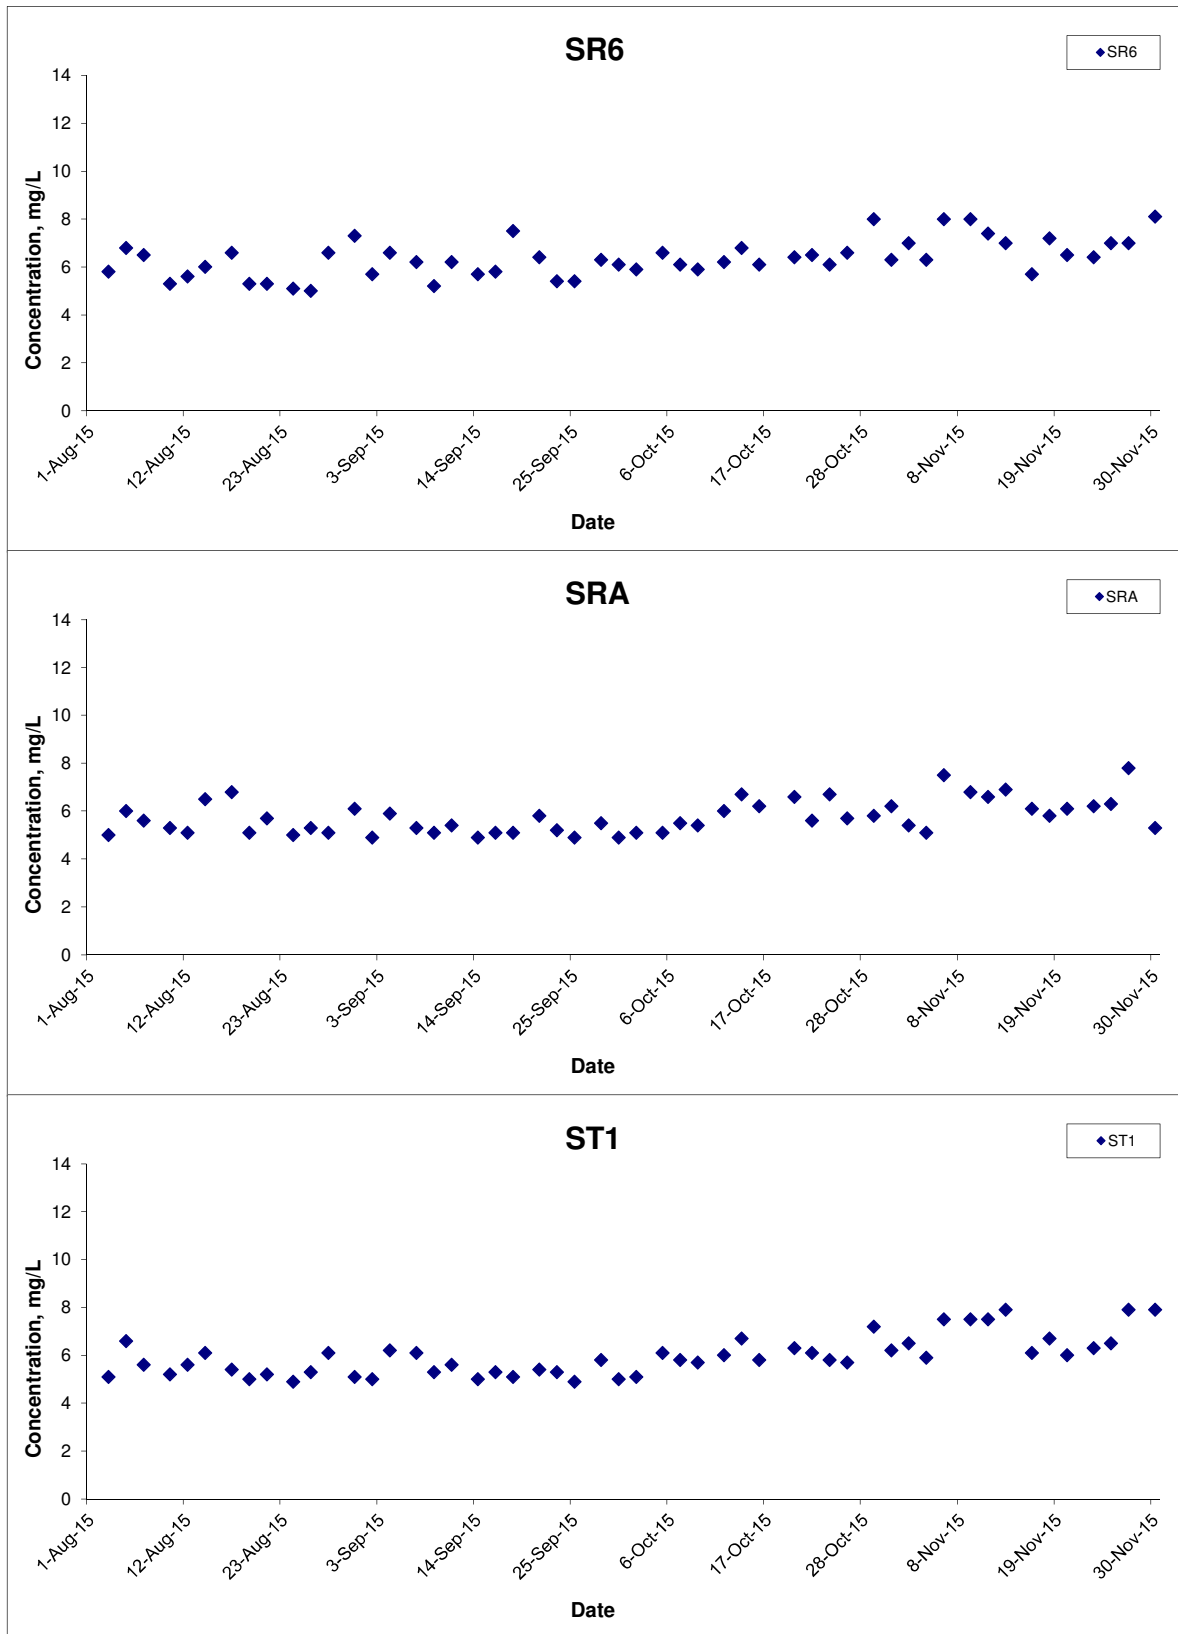 SR6
SR6
14
12
10
8
6
4
2
0
Concentration, mg/L
1-Aug-15
12-Aug-15
23-Aug-15
3-Sep-15
14-Sep-15
25-Sep-15
6-Oct-15
17-Oct-15
28-Oct-15
8-Nov-15
19-Nov-15
30-Nov-15
Date
SRA
SRA
14
12
10
8
6
4
2
0
Concentration, mg/L
1-Aug-15
12-Aug-15
23-Aug-15
3-Sep-15
14-Sep-15
25-Sep-15
6-Oct-15
17-Oct-15
28-Oct-15
8-Nov-15
19-Nov-15
30-Nov-15
Date
ST1
ST1
14
12
10
8
6
4
2
0
Concentration, mg/L
1-Aug-15
12-Aug-15
23-Aug-15
3-Sep-15
14-Sep-15
25-Sep-15
6-Oct-15
17-Oct-15
28-Oct-15
8-Nov-15
19-Nov-15
30-Nov-15
Date